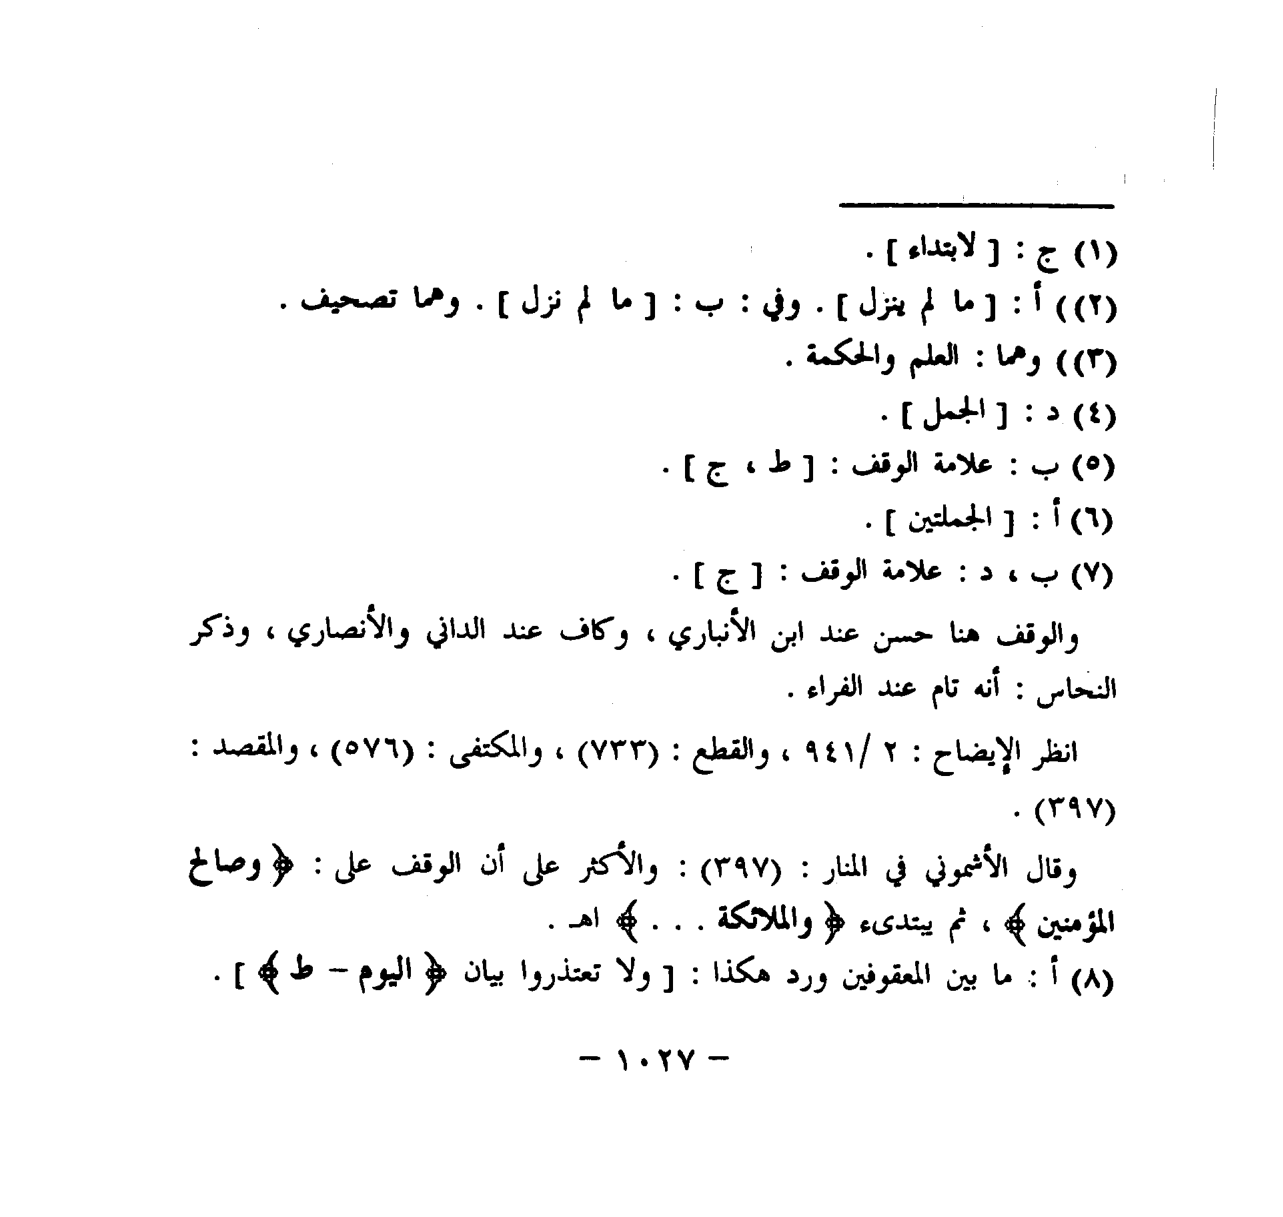 (١) ج : [ لابتداء ] .
(٢)) أ : [ ما لم ينزل ] . وفي : ب : [ ما لم نزل ] . وهما تصحيف .
(٣)) وهما : العلم والحكمة .
(٤) د : [ الجمل ] .
(٥) ب : علامة الوقف : [ ط ، ج ] .
(٦) أ : [ الجملتين ] .
(٧) ب ، د : علامة الوقف : [ ج ] .
والوقف هنا حسن عند ابن الأنباري ، وكاف عند الداني والأنصاري ، وذكر
النحاس : أنه تام عند الفراء .
انظر الإيضاح : ٢ /٩٤١ ، والقطع : (٧٣٣) ، والمكتفى : (٥٧٦) ، والمقصد :
(٣٩٧) .
وقال الأشموني في المنار : (٣٩٧) : والأكثر على أن الوقف على : ﴿ وصالح
المؤمنين ﴾ ، ثم يبتدىء ﴿ والملائكة . . . ﴾ اهـ .
(٨) أ : ما بين المعقوفين ورد هكذا : [ ولا تعتذروا بيان ﴿ اليوم – ط ﴾ ] .
– ١٠٢٧ –